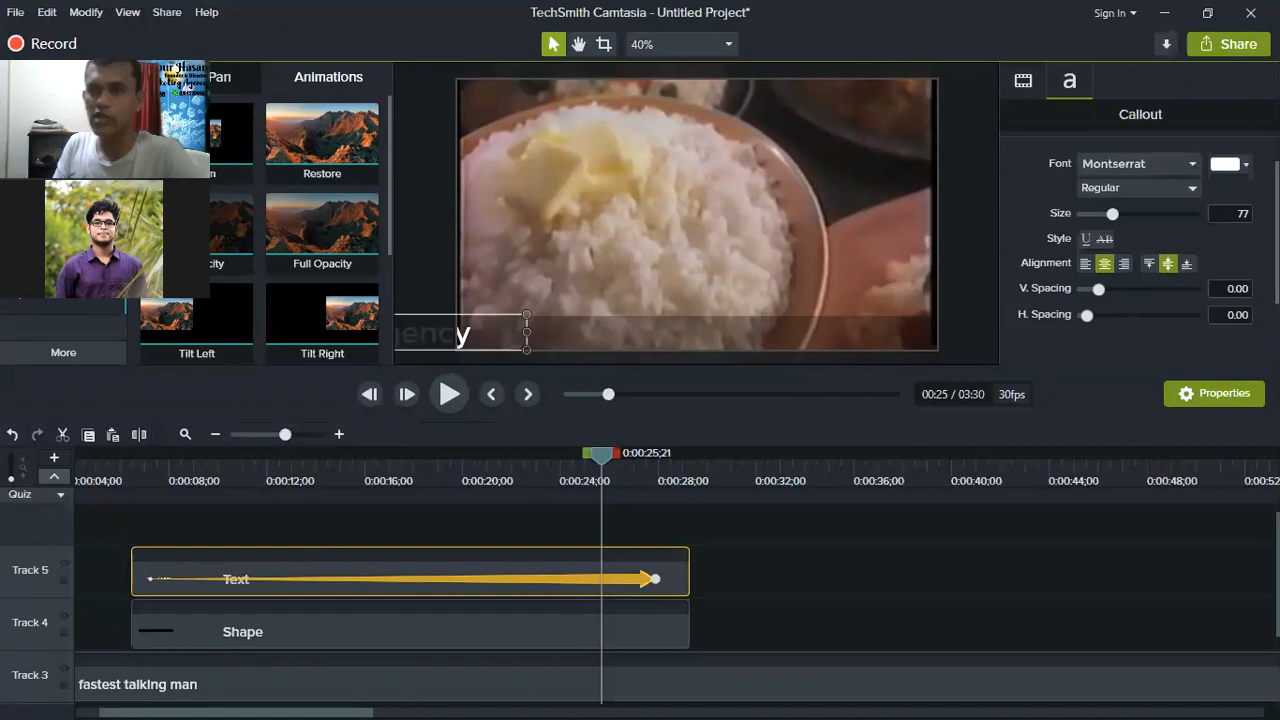 File Edit Modify View Share Help
TechSmith Camtasia - Untitled Project*
Sign In
Record
40%
Share
Pan
Animations
Restore
Full Opacity
Tilt Left
Tilt Right
More
ency
a
Callout
Font Montserrat
Regular
Size 77
Style U AB
Alignment
V. Spacing 0.00
H. Spacing 0.00
00:25 / 03:30 30fps
Properties
0:00:25;21
0:00:04;00 0:00:08;00 0:00:12;00 0:00:16;00 0:00:20;00 0:00:24;00 0:00:28;00 0:00:32;00 0:00:36;00 0:00:40;00 0:00:44;00 0:00:48;00 0:00:52
Quiz
Track 5 Text
Track 4 Shape
Track 3 fastest talking man